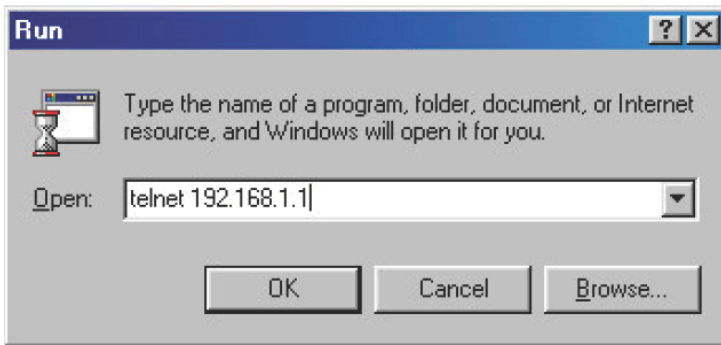 Run
Type the name of a program, folder, document, or Internet
resource, and Windows will open it for you.
Open: telnet 192.168.1.1
OK Cancel Browse...